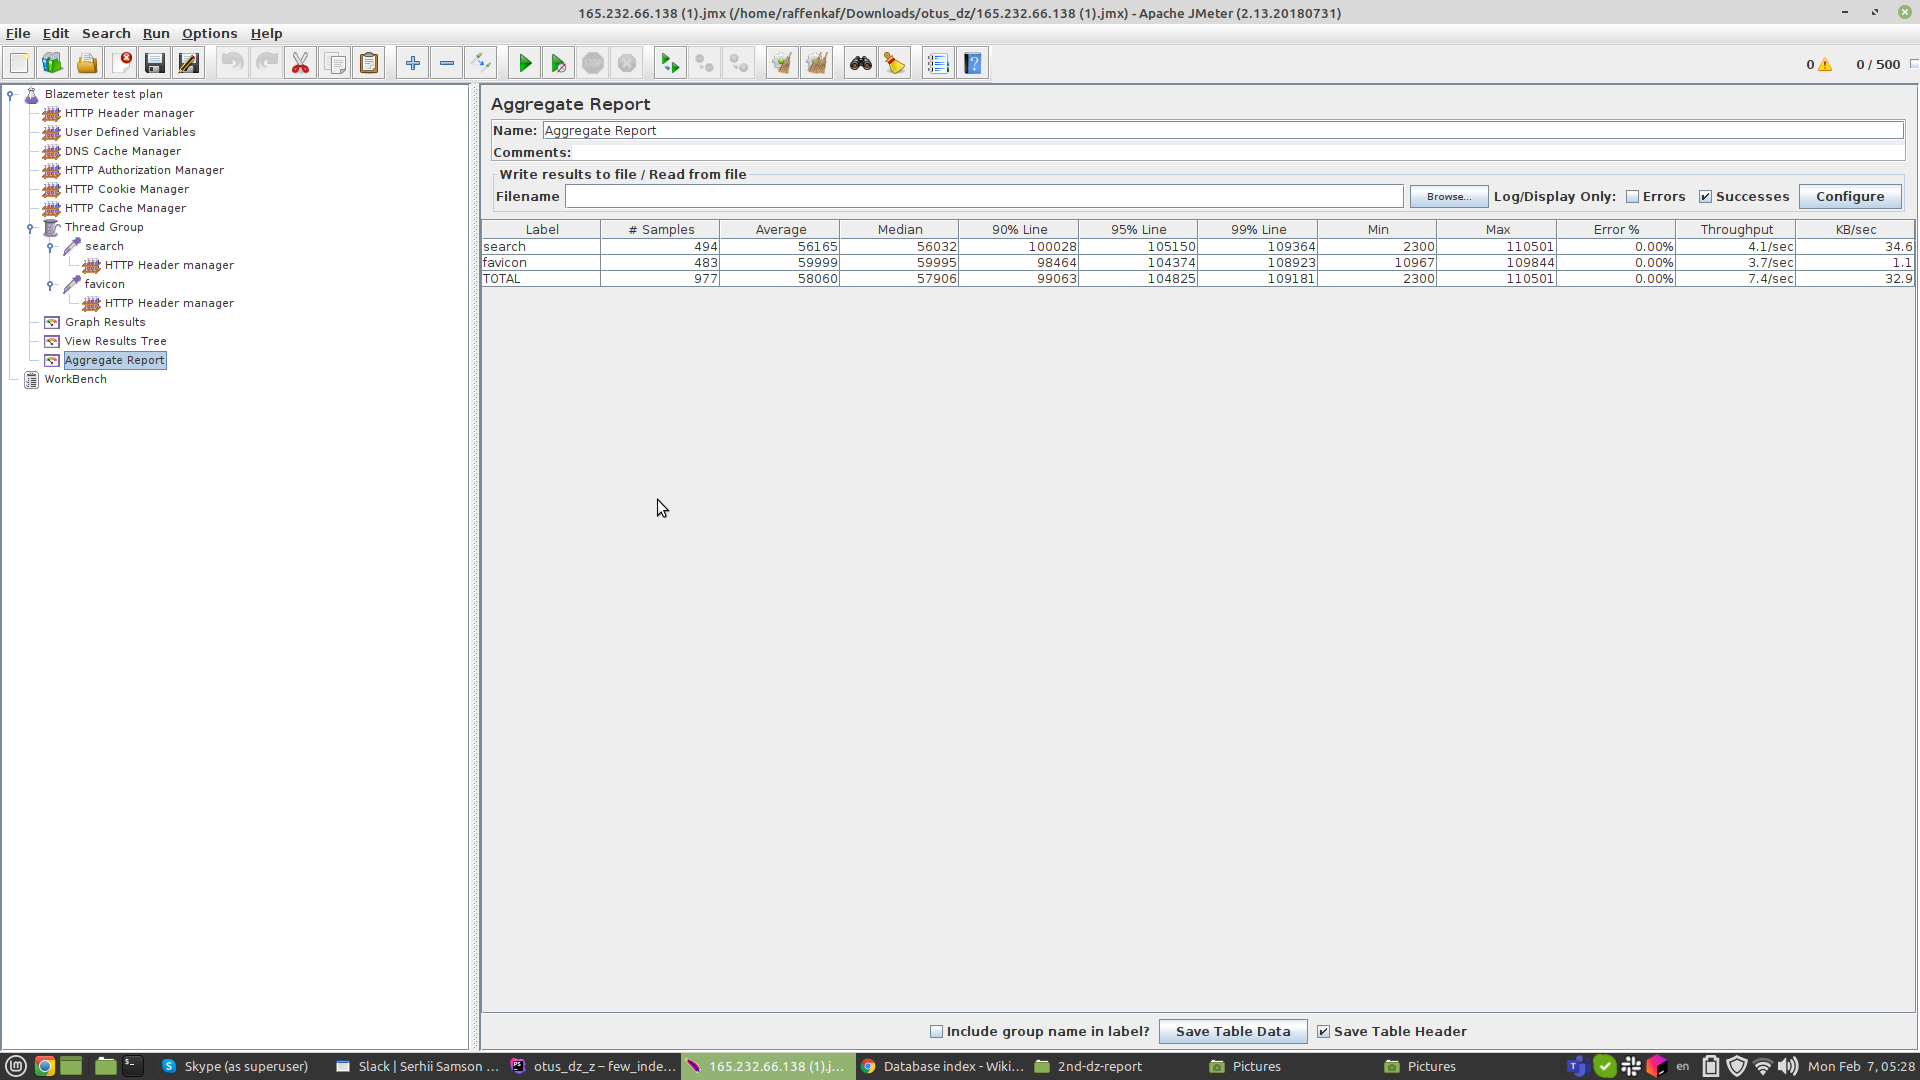 165.232.66.138 (1).jmx (/home/raffenkaf/Downloads/otus_dz/165.232.66.138 (1).jmx) - Apache JMeter (2.13.20180731)
File Edit Search Run Options Help
0 0 / 500
Blazemeter test plan
HTTP Header manager
User Defined Variables
DNS Cache Manager
HTTP Authorization Manager
HTTP Cookie Manager
HTTP Cache Manager
Thread Group
search
HTTP Header manager
favicon
HTTP Header manager
Graph Results
View Results Tree
Aggregate Report
WorkBench
Aggregate Report
Name: Aggregate Report
Comments:
Write results to file / Read from file
Filename Browse... Log/Display Only: Errors Successes Configure
Label # Samples Average Median 90% Line 95% Line 99% Line Min Max Error % Throughput KB/sec
search 494 56165 56032 100028 105150 109364 2300 110501 0.00% 4.1/sec 34.6
favicon 483 59999 59995 98464 104374 108923 10967 109844 0.00% 3.7/sec 1.1
TOTAL 977 58060 57906 99063 104825 109181 2300 110501 0.00% 7.4/sec 32.9
Include group name in label? Save Table Data Save Table Header
Skype (as superuser) Slack | Serhii Samson ... otus_dz_z – few_inde... 165.232.66.138 (1).j... Database index - Wiki... 2nd-dz-report Pictures Pictures en Mon Feb 7, 05:28